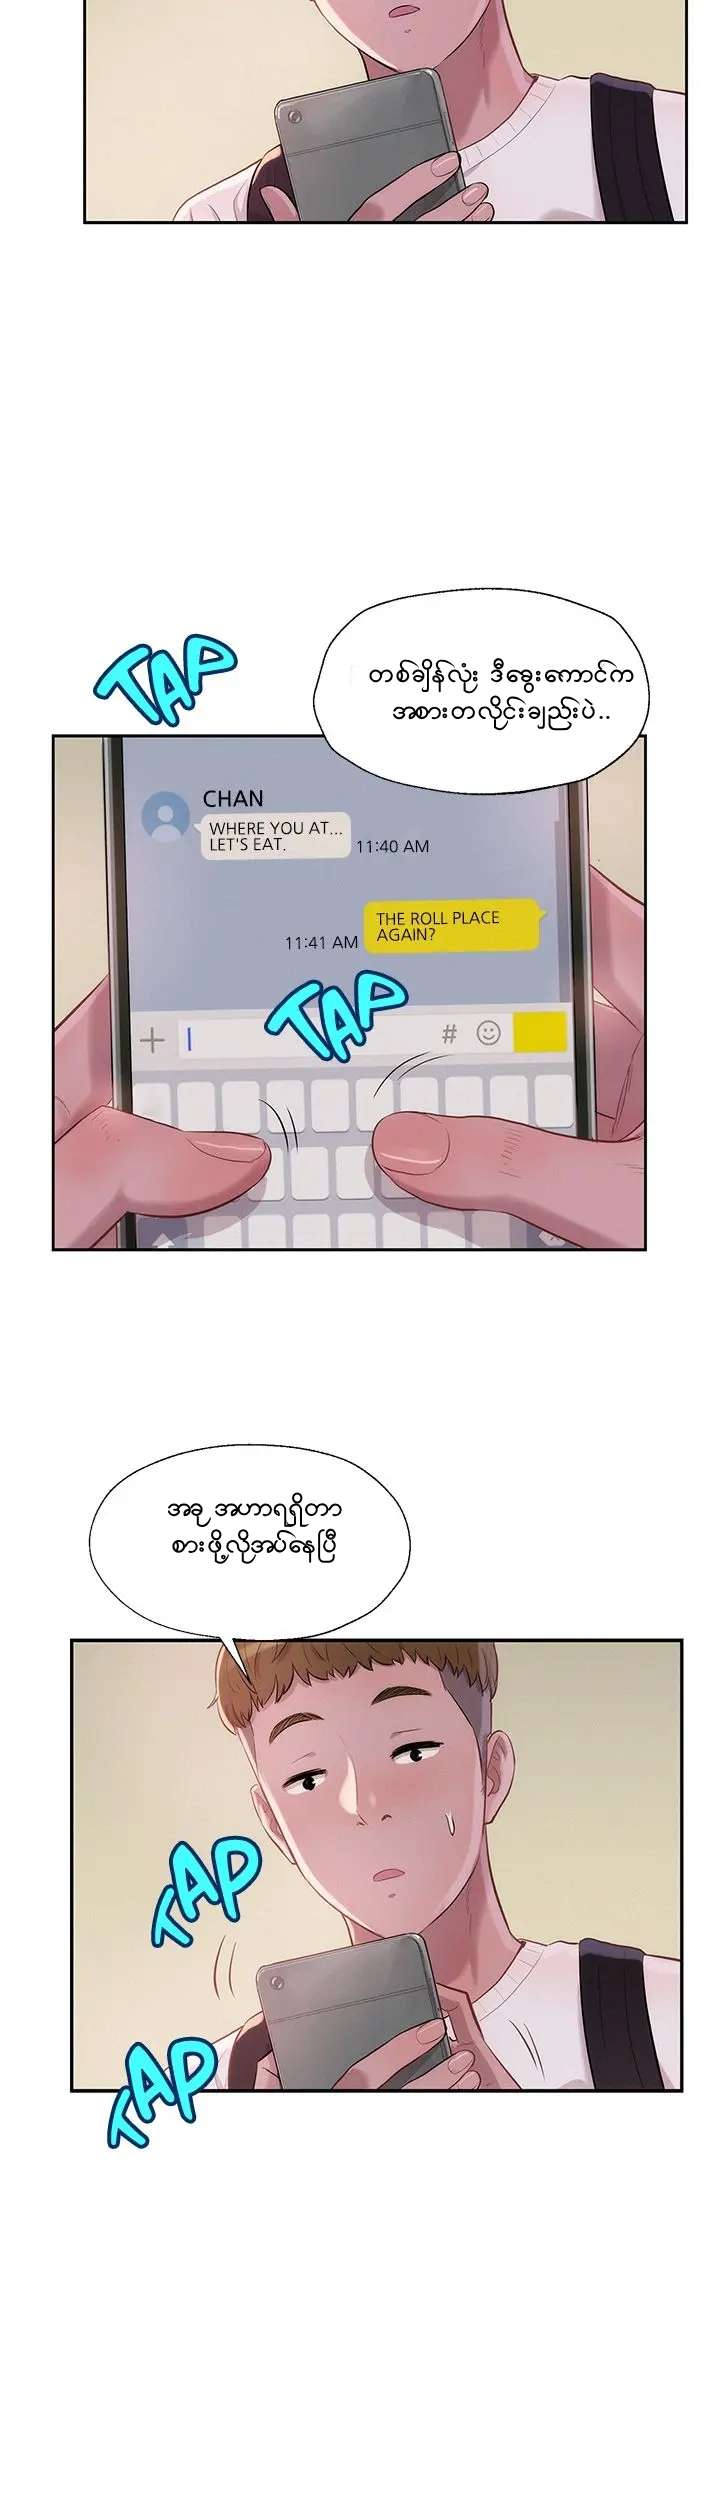 TAP
တစ်ချိန်လုံး ဒီခွေးကောင်က
အစားတလိုင်းချည်းပဲ..
CHAN
WHERE YOU AT...
LET'S EAT.
11:40 AM
THE ROLL PLACE
AGAIN?
11:41 AM
TAP
#
အခု အဟာရရှိတာ
စားဖို့လိုအပ်နေပြီ
TAP
TAP